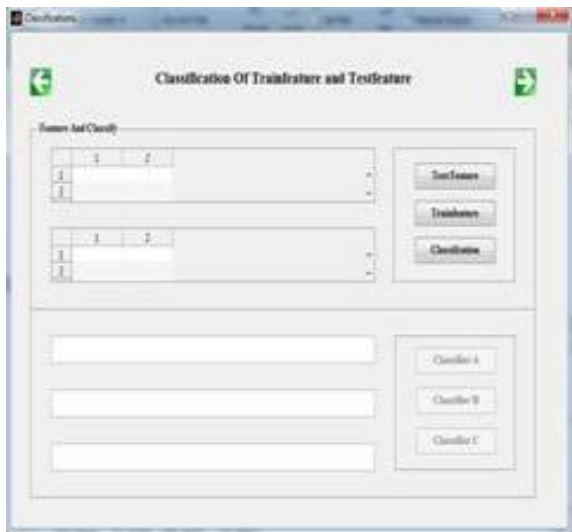 Classifications
Classification Of Trainfeature and Testfeature
Feature And Classify
1 2
1
2
TestFeature
Trainfeature
1 2
1
2
Classification
Classifier A
Classifier B
Classifier C